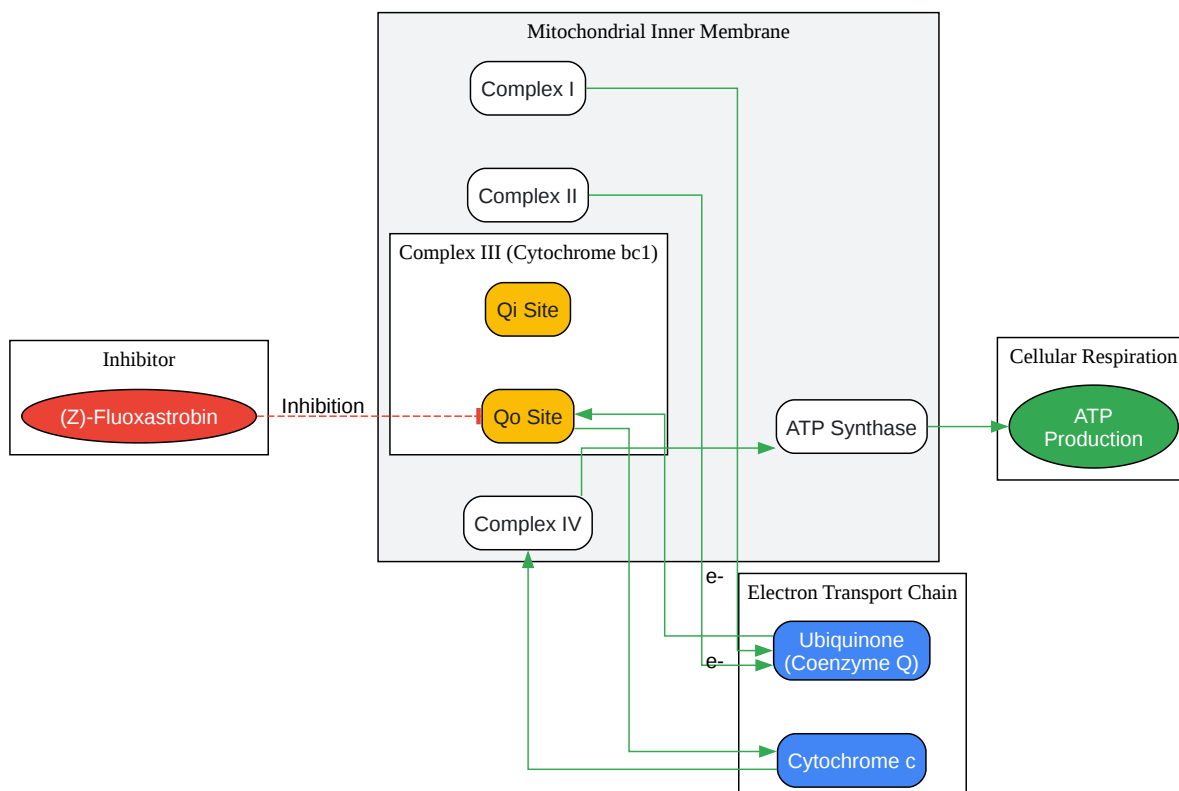 Mitochondrial Inner Membrane
Complex I
Complex II
Complex III (Cytochrome bc1)
Qi Site
Inhibitor
(Z)-Fluoxastrobin
Inhibition
Qo Site
ATP Synthase
Cellular Respiration
ATP
Production
Complex IV
e-
Electron Transport Chain
Ubiquinone
(Coenzyme Q)
e-
Cytochrome c